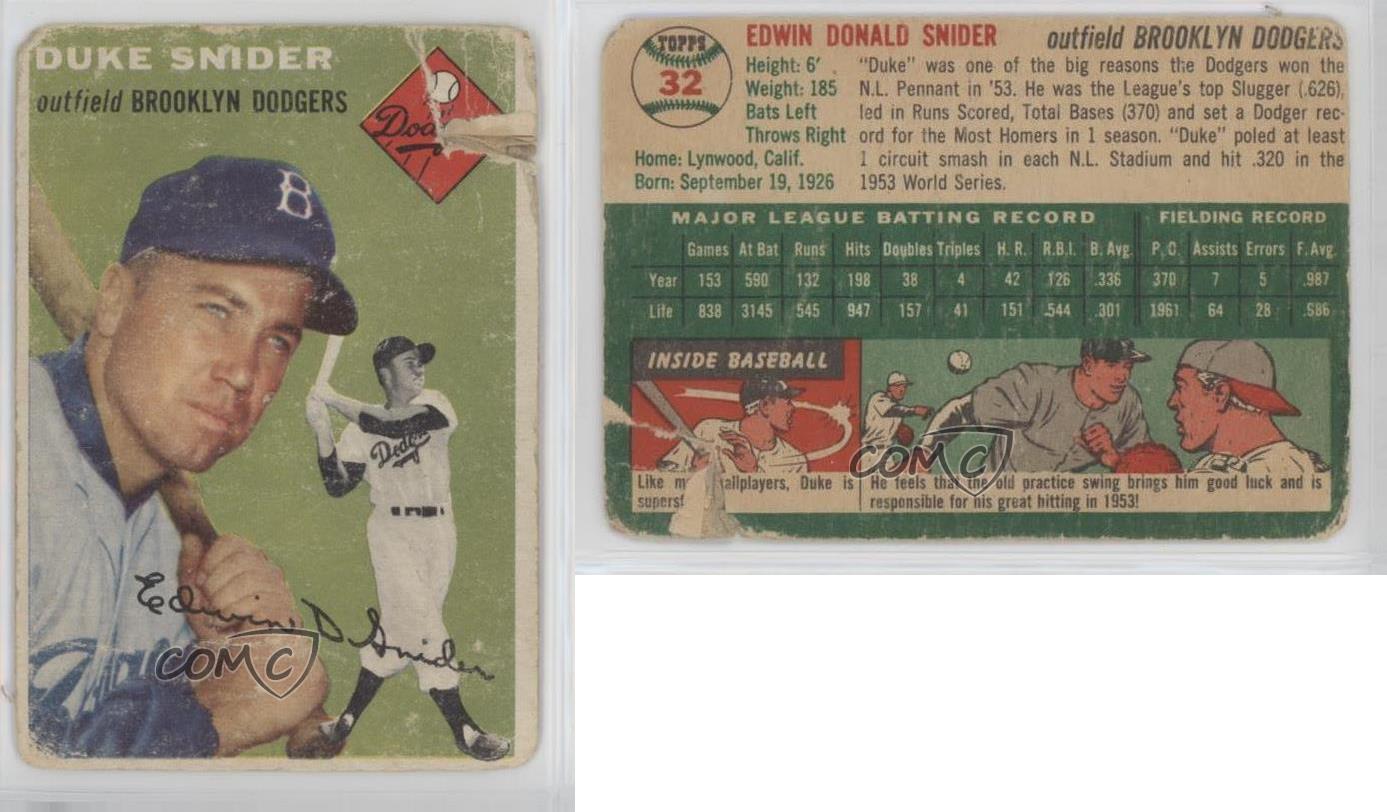 DUKE SNIDER
outfield BROOKLYN DODGERS
Dod
B
Dodgers
Edwin D Snider
COMC
TOPPS
32
EDWIN DONALD SNIDER outfield BROOKLYN DODGERS
Height: 6'
Weight: 185
Bats Left
Throws Right
Home: Lynwood, Calif.
Born: September 19, 1926
"Duke" was one of the big reasons the Dodgers won the
N.L. Pennant in '53. He was the League's top Slugger (.626),
led in Runs Scored, Total Bases (370) and set a Dodger rec-
ord for the Most Homers in 1 season. "Duke" poled at least
1 circuit smash in each N.L. Stadium and hit .320 in the
1953 World Series.
MAJOR LEAGUE BATTING RECORD FIELDING RECORD
Games At Bat Runs Hits Doubles Triples H. R. R.B.I. B. Avg. P.O. Assists Errors F. Avg.
Year 153 590 132 198 38 4 42 126 .336 370 7 5 .987
Life 838 3145 545 947 157 41 151 544 .301 1961 64 28 .586
INSIDE BASEBALL
Like m allplayers, Duke is
supers
He feels that the old practice swing brings him good luck and is
responsible for his great hitting in 1953!
COMC